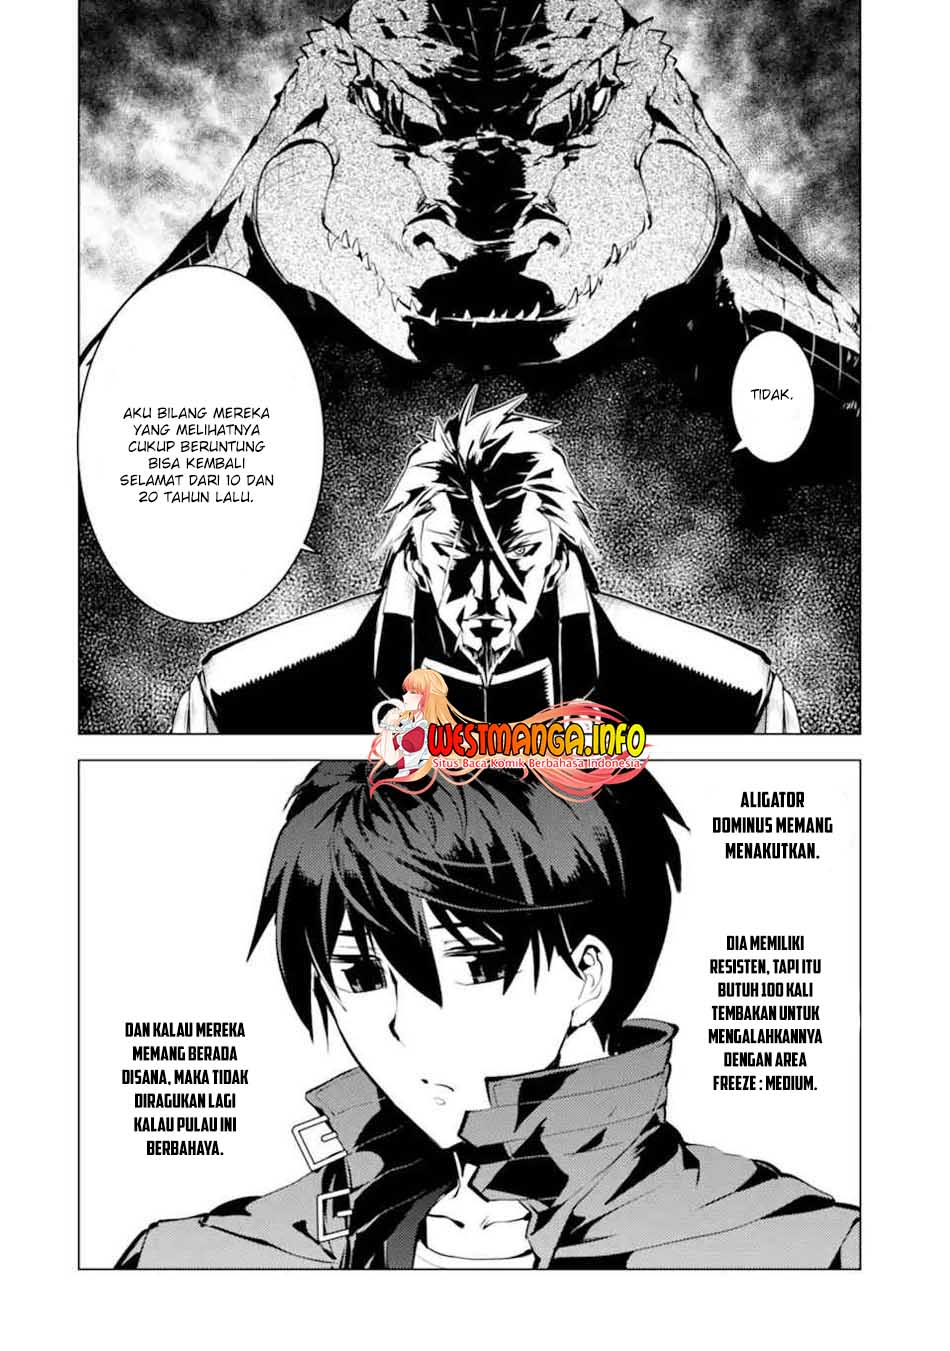 TIDAK.
AKU BILANG MEREKA
YANG MELIHATNYA
CUKUP BERUNTUNG
BISA KEMBALI
SELAMAT DARI 10 DAN
20 TAHUN LALU.
WESTMANGA.INFO
Situs Baca Komik Berbahasa Indonesia
ALIGATOR
DOMINUS MEMANG
MENAKUTKAN.
DIA MEMILIKI
RESISTEN, TAPI ITU
BUTUH 100 KALI
TEMBAKAN UNTUK
MENGALAHKANNYA
DENGAN AREA
FREEZE : MEDIUM.
DAN KALAU MEREKA
MEMANG BERADA
DISANA, MAKA TIDAK
DIRAGUKAN LAGI
KALAU PULAU INI
BERBAHAYA.